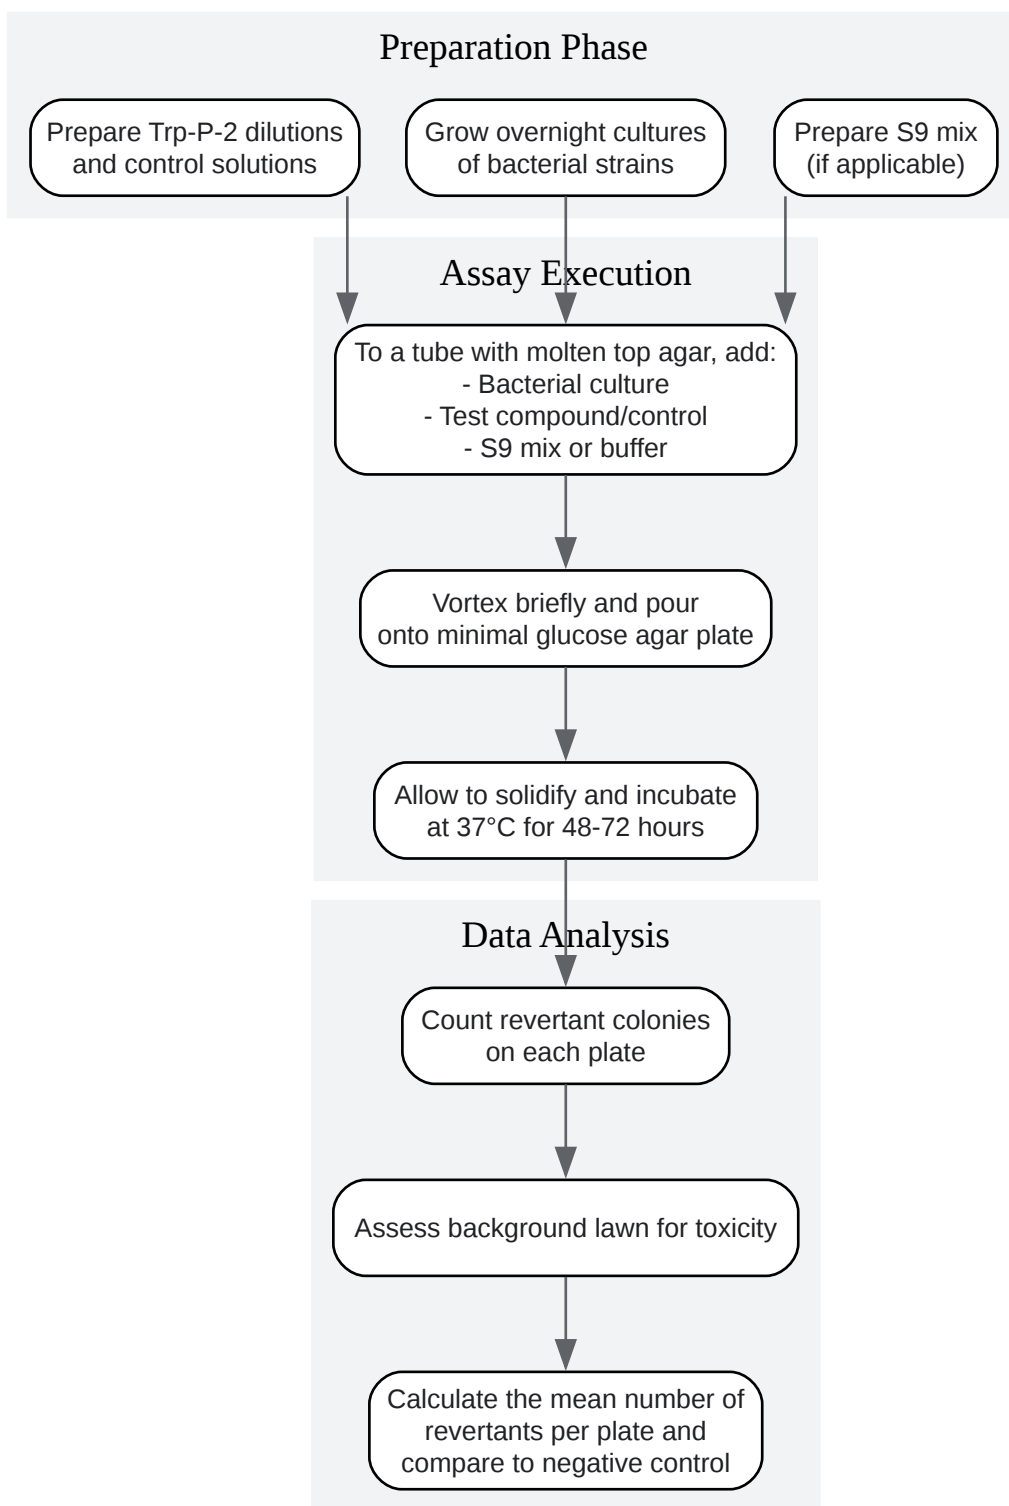 Preparation Phase
Prepare Trp-P-2 dilutions
and control solutions
Grow overnight cultures
of bacterial strains
Prepare S9 mix
(if applicable)
Assay Execution
To a tube with molten top agar, add:
- Bacterial culture
- Test compound/control
- S9 mix or buffer
Vortex briefly and pour
onto minimal glucose agar plate
Allow to solidify and incubate
at 37°C for 48-72 hours
Data Analysis
Count revertant colonies
on each plate
Assess background lawn for toxicity
Calculate the mean number of
revertants per plate and
compare to negative control